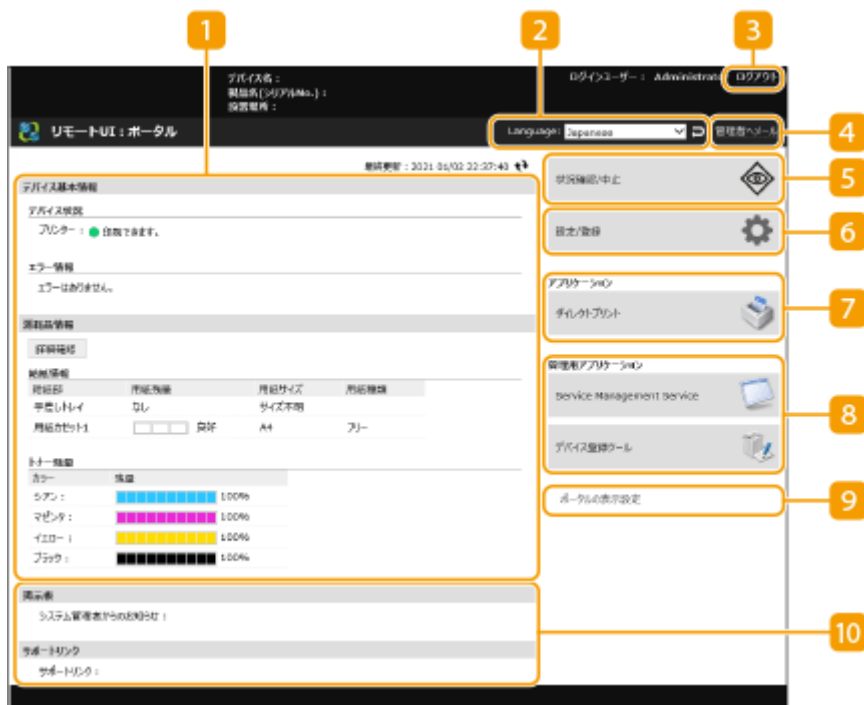 1
2
3
デバイス名 :
製品名(シリアルNo.) :
設置場所 :
ログインユーザー : Administrato ログアウト
リモートUI : ポータル
Language: Japanese 管理者へメール
4
最終更新 : 2021 01/02 22:37:40
デバイス基本情報
デバイス状況
プリンター : 印刷できます。
エラー情報
エラーはありません。
消耗品情報
詳細確認
給紙情報
給紙部 用紙残量 用紙サイズ 用紙種類
手差しトレイ なし サイズ不明
用紙カセット1 良好 A4 フリー
トナー残量
カラー 残量
シアン : 100%
マゼンタ : 100%
イエロー : 100%
ブラック : 100%
状況確認/中止
5
設定/登録
6
アプリケーション
ダイレクトプリント
7
管理用アプリケーション
Service Management Service
デバイス登録ツール
8
ポータルの表示設定
9
掲示板
システム管理者からのお知らせ :
サポートリンク
サポートリンク :
10